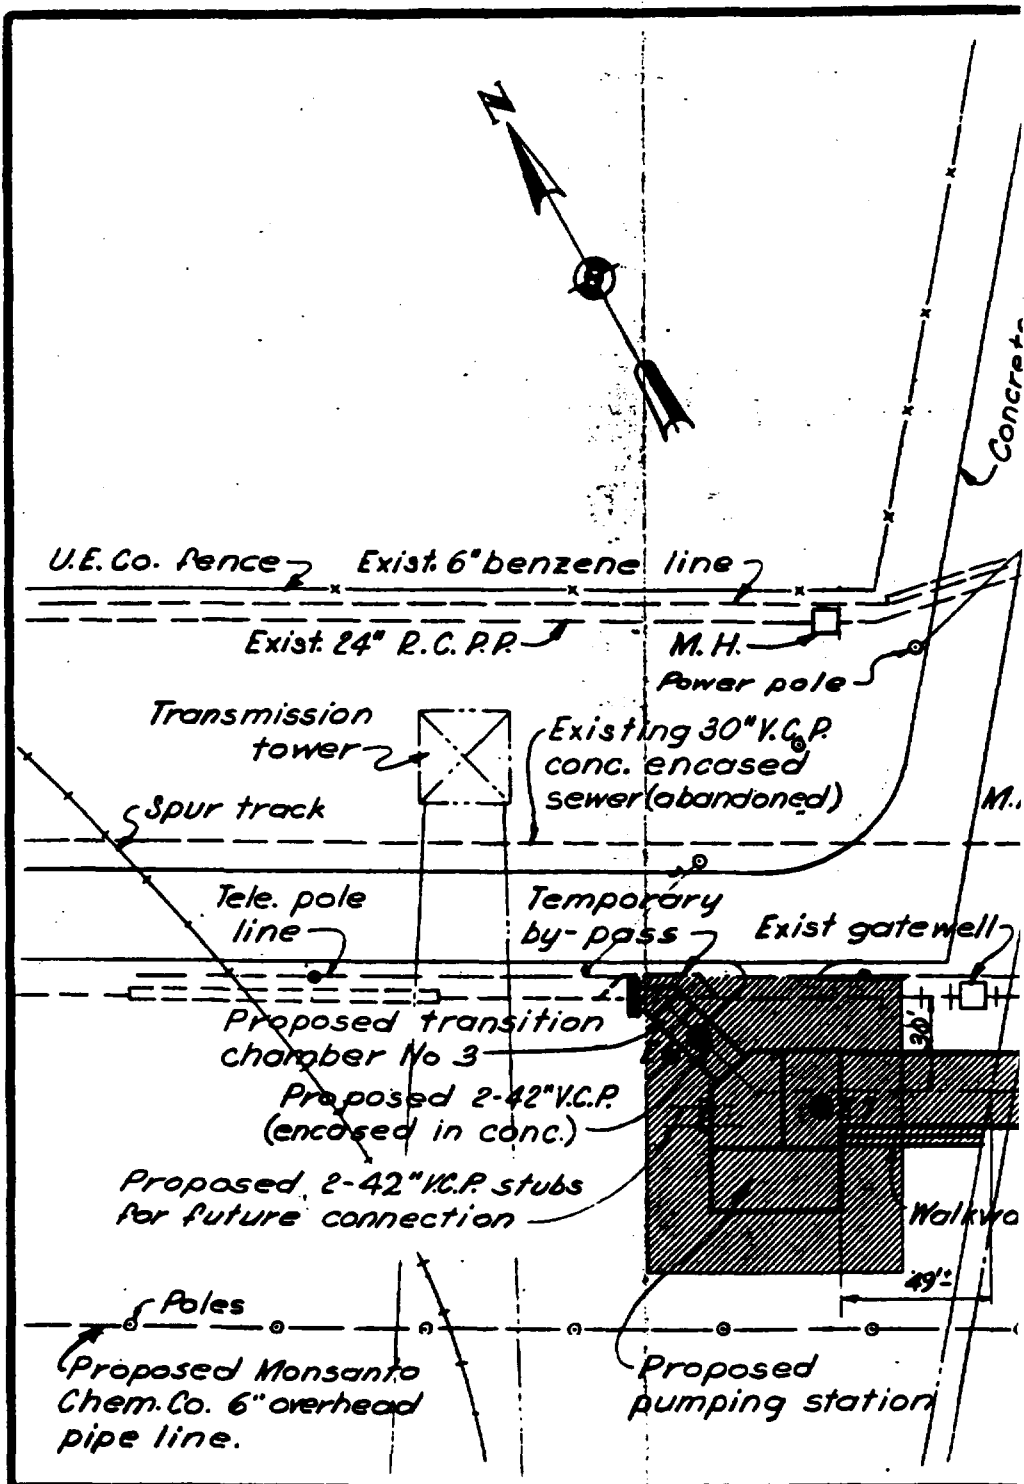 N
Concrete
U.E. Co. fence
Exist. 6" benzene line
Exist. 24" R.C.P.P.
M.H.
Power pole
Transmission
tower
Existing 30" V.C.P.
conc. encased
sewer (abandoned)
M.
Spur track
Tele. pole
line
Temporary
by-pass
Exist gatewell
30'
Proposed transition
chamber No 3
Proposed 2-42" V.C.P.
(encased in conc.)
Proposed 2-42" V.C.P. stubs
for future connection
Walkwa
49'±
Poles
Proposed Monsanto
Chem. Co. 6" overhead
pipe line.
Proposed
pumping station